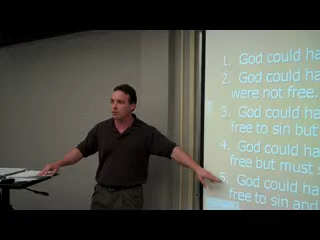 1. God could ha
2. God could ha
were not free.
3. God could ha
free to sin but
4. God could ha
free but must s
5. God could ha
free to sin and